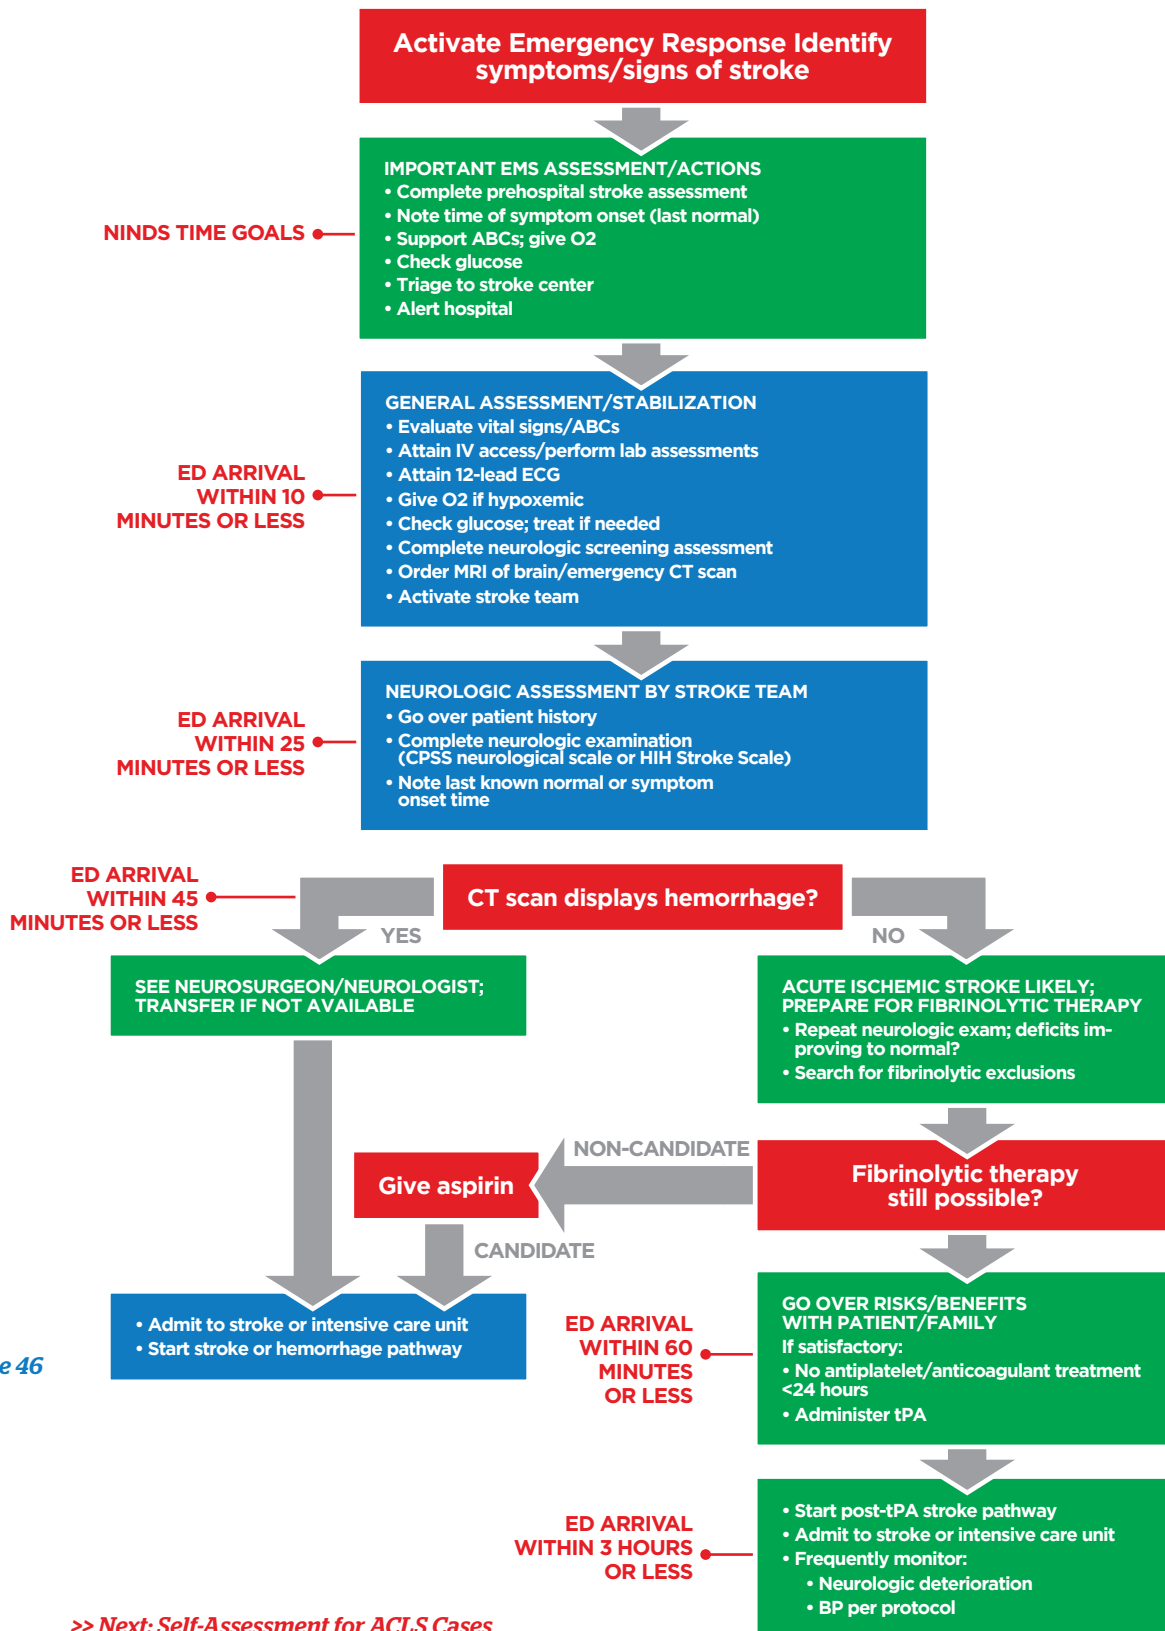 Activate Emergency Response Identify
symptoms/signs of stroke
IMPORTANT EMS ASSESSMENT/ACTIONS
• Complete prehospital stroke assessment
• Note time of symptom onset (last normal)
• Support ABCs; give O2
• Check glucose
• Triage to stroke center
• Alert hospital
NINDS TIME GOALS
GENERAL ASSESSMENT/STABILIZATION
• Evaluate vital signs/ABCs
• Attain IV access/perform lab assessments
• Attain 12-lead ECG
• Give O2 if hypoxemic
• Check glucose; treat if needed
• Complete neurologic screening assessment
• Order MRI of brain/emergency CT scan
• Activate stroke team
ED ARRIVAL
WITHIN 10
MINUTES OR LESS
NEUROLOGIC ASSESSMENT BY STROKE TEAM
• Go over patient history
• Complete neurologic examination
(CPSS neurological scale or HIH Stroke Scale)
• Note last known normal or symptom
onset time
ED ARRIVAL
WITHIN 25
MINUTES OR LESS
ED ARRIVAL
WITHIN 45
MINUTES OR LESS
CT scan displays hemorrhage?
YES
NO
SEE NEUROSURGEON/NEUROLOGIST;
TRANSFER IF NOT AVAILABLE
ACUTE ISCHEMIC STROKE LIKELY;
PREPARE FOR FIBRINOLYTIC THERAPY
• Repeat neurologic exam; deficits im-
proving to normal?
• Search for fibrinolytic exclusions
NON-CANDIDATE
Give aspirin
Fibrinolytic therapy
still possible?
CANDIDATE
• Admit to stroke or intensive care unit
• Start stroke or hemorrhage pathway
ED ARRIVAL
WITHIN 60
MINUTES
OR LESS
GO OVER RISKS/BENEFITS
WITH PATIENT/FAMILY
If satisfactory:
• No antiplatelet/anticoagulant treatment
<24 hours
• Administer tPA
e 46
ED ARRIVAL
WITHIN 3 HOURS
OR LESS
• Start post-tPA stroke pathway
• Admit to stroke or intensive care unit
• Frequently monitor:
• Neurologic deterioration
• BP per protocol
>> Next: Self-Assessment for ACLS Cases